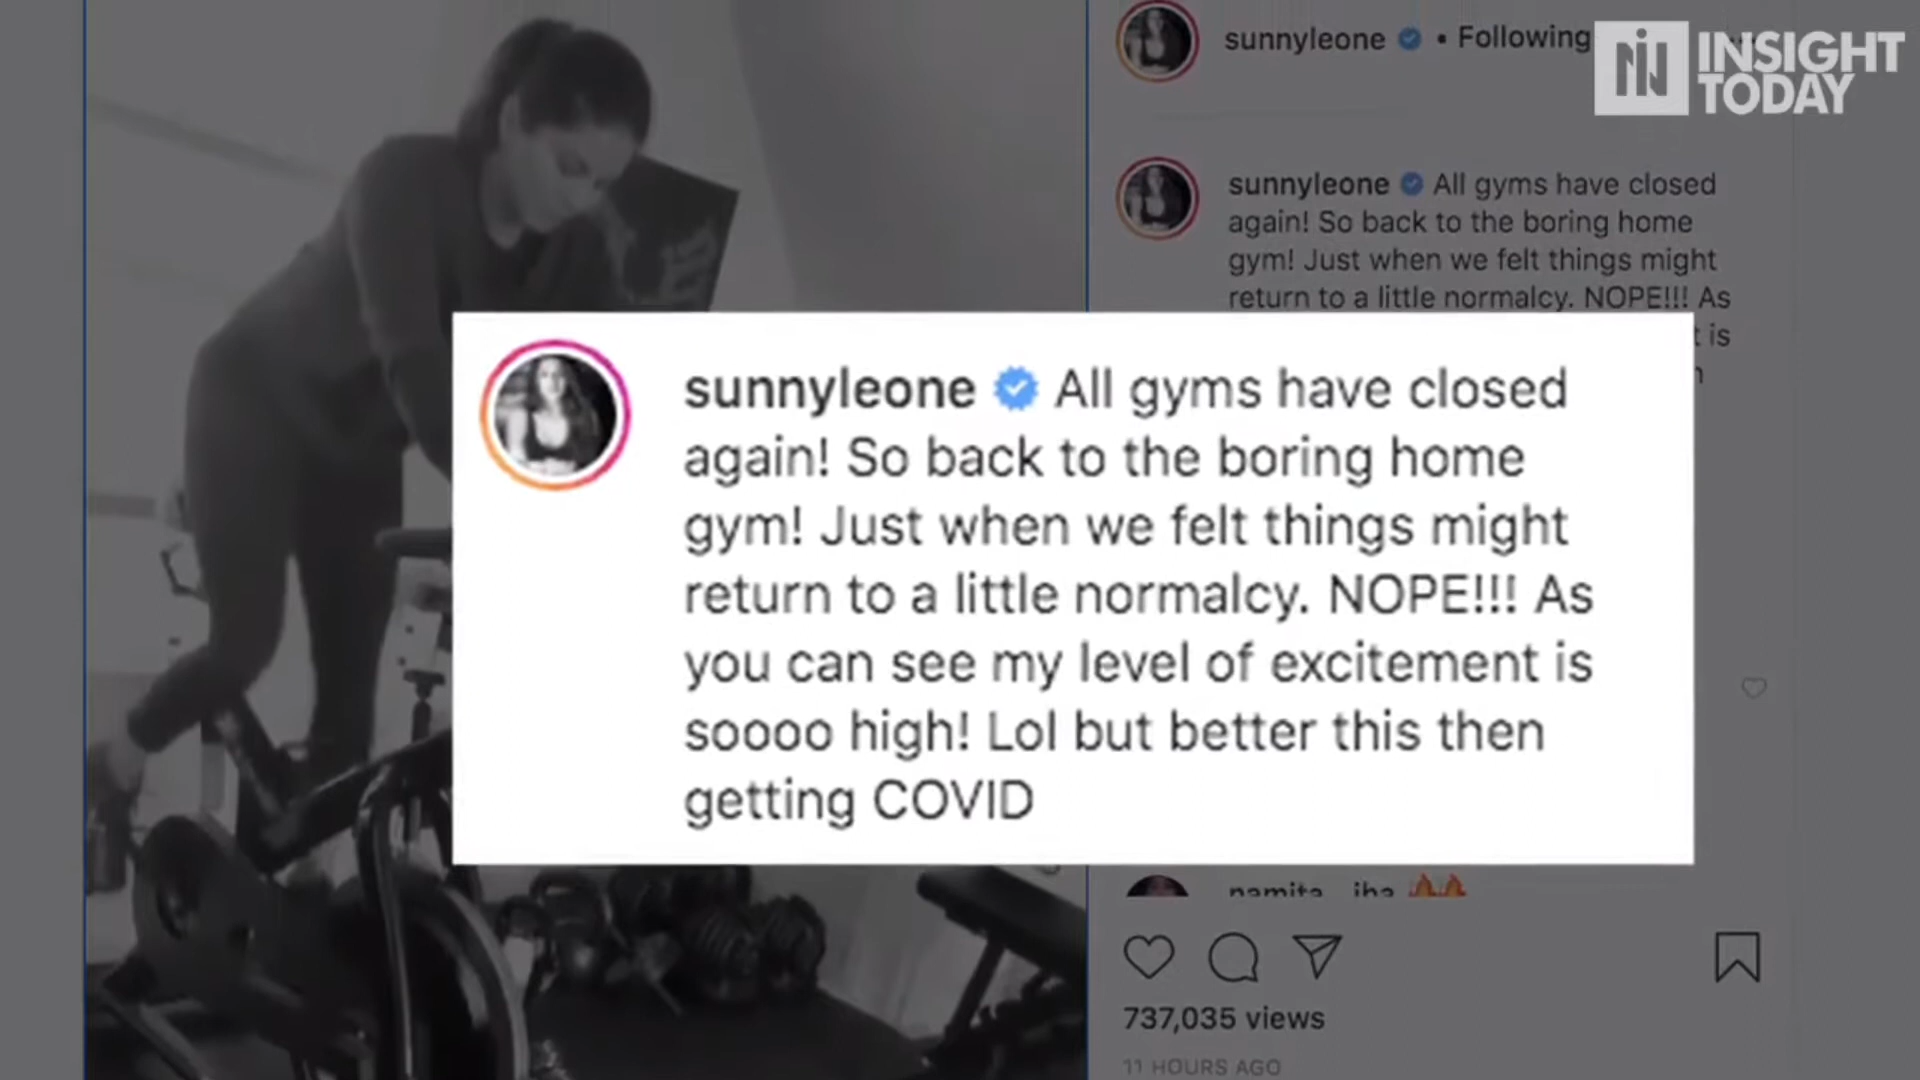 sunnyleone • Following
INSIGHT
TODAY
sunnyleone All gyms have closed
again! So back to the boring home
gym! Just when we felt things might
return to a little normalcy. NOPE!!! As
is
sunnyleone All gyms have closed
again! So back to the boring home
gym! Just when we felt things might
return to a little normalcy. NOPE!!! As
you can see my level of excitement is
soooo high! Lol but better this then
getting COVID
737,035 views
11 HOURS AGO